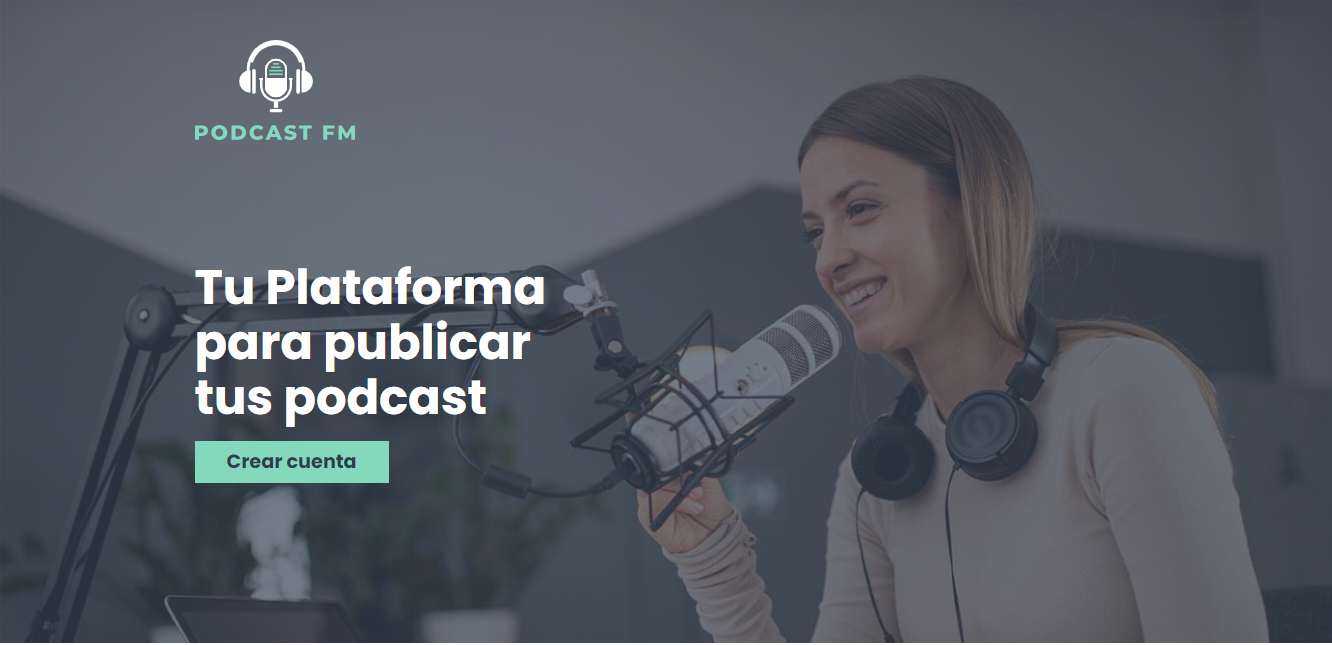 PODCAST FM
Tu Plataforma
para publicar
tus podcast
Crear cuenta